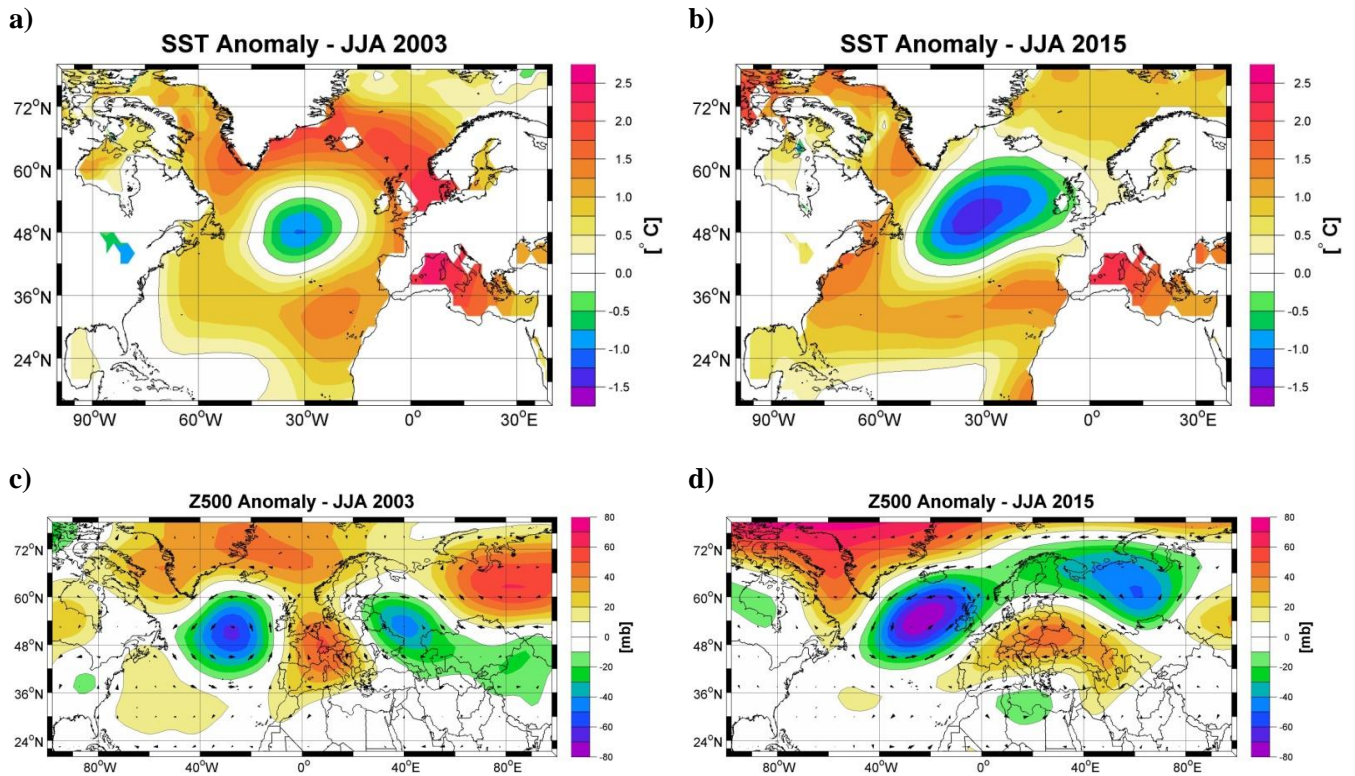 a)
SST Anomaly - JJA 2003
72°N
60°N
48°N
36°N
24°N
90°W 60°W 30°W 0° 30°E
2.5
2.0
1.5
1.0
0.5
0.0
-0.5
-1.0
-1.5
[°C]
b)
SST Anomaly - JJA 2015
72°N
60°N
48°N
36°N
24°N
90°W 60°W 30°W 0° 30°E
2.5
2.0
1.5
1.0
0.5
0.0
-0.5
-1.0
-1.5
[°C]
c)
Z500 Anomaly - JJA 2003
72°N
60°N
48°N
36°N
24°N
80°W 40°W 0° 40°E 80°E
80
60
40
20
0
-20
-40
-60
-80
[mb]
d)
Z500 Anomaly - JJA 2015
72°N
60°N
48°N
36°N
24°N
80°W 40°W 0° 40°E 80°E
80
60
40
20
0
-20
-40
-60
-80
[mb]